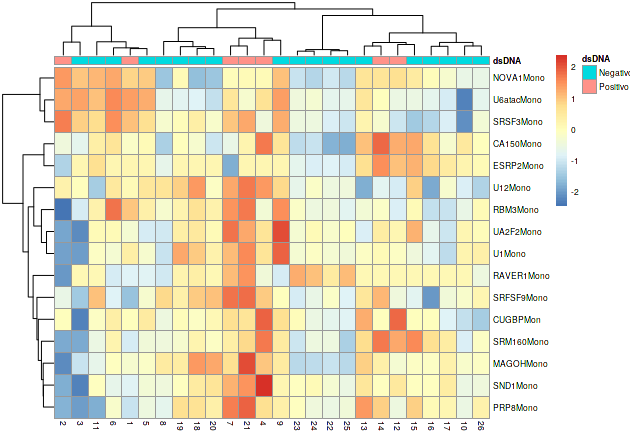 dsDNA
NOVA1Mono
U6atacMono
SRSF3Mono
CA150Mono
ESRP2Mono
U12Mono
RBM3Mono
UA2F2Mono
U1Mono
RAVER1Mono
SRFSF9Mono
CUGBPMono
SRM160Mono
MAGOHMono
SND1Mono
PRP8Mono
2 3 11 6 1 5 8 19 18 20 7 21 4 9 23 24 22 25 13 14 12 15 16 17 10 26
2
1
0
-1
-2
dsDNA
Negativo
Positivo